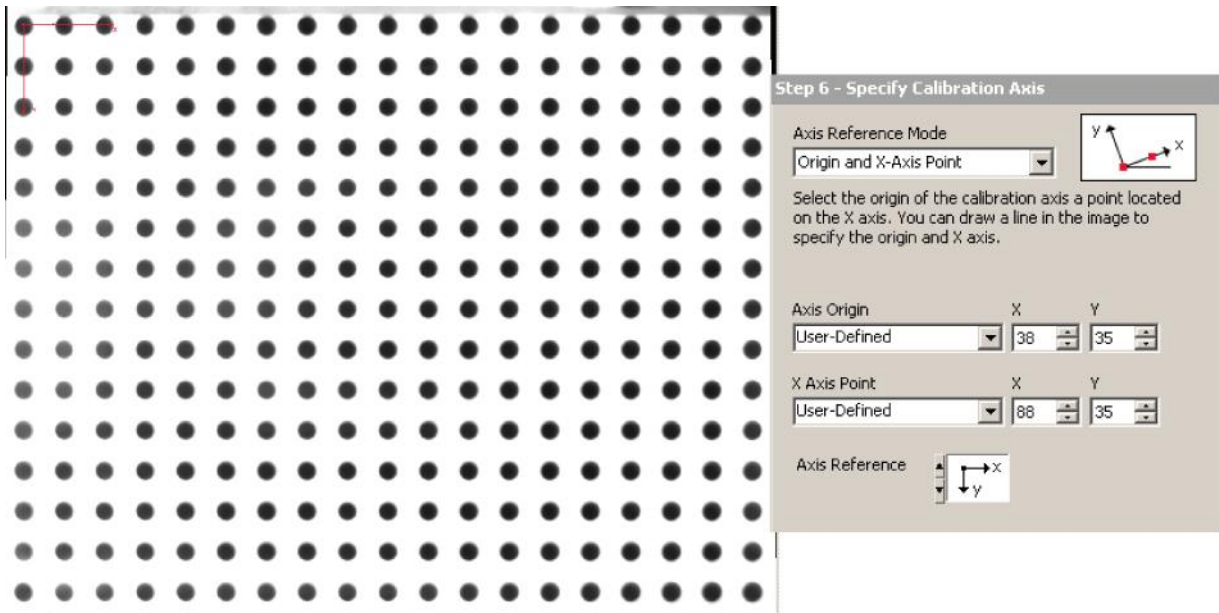 Step 6 - Specify Calibration Axis
Axis Reference Mode
Origin and X-Axis Point
y
x
Select the origin of the calibration axis a point located
on the X axis. You can draw a line in the image to
specify the origin and X axis.
Axis Origin X Y
User-Defined 38 35
X Axis Point X Y
User-Defined 88 35
Axis Reference
x
y